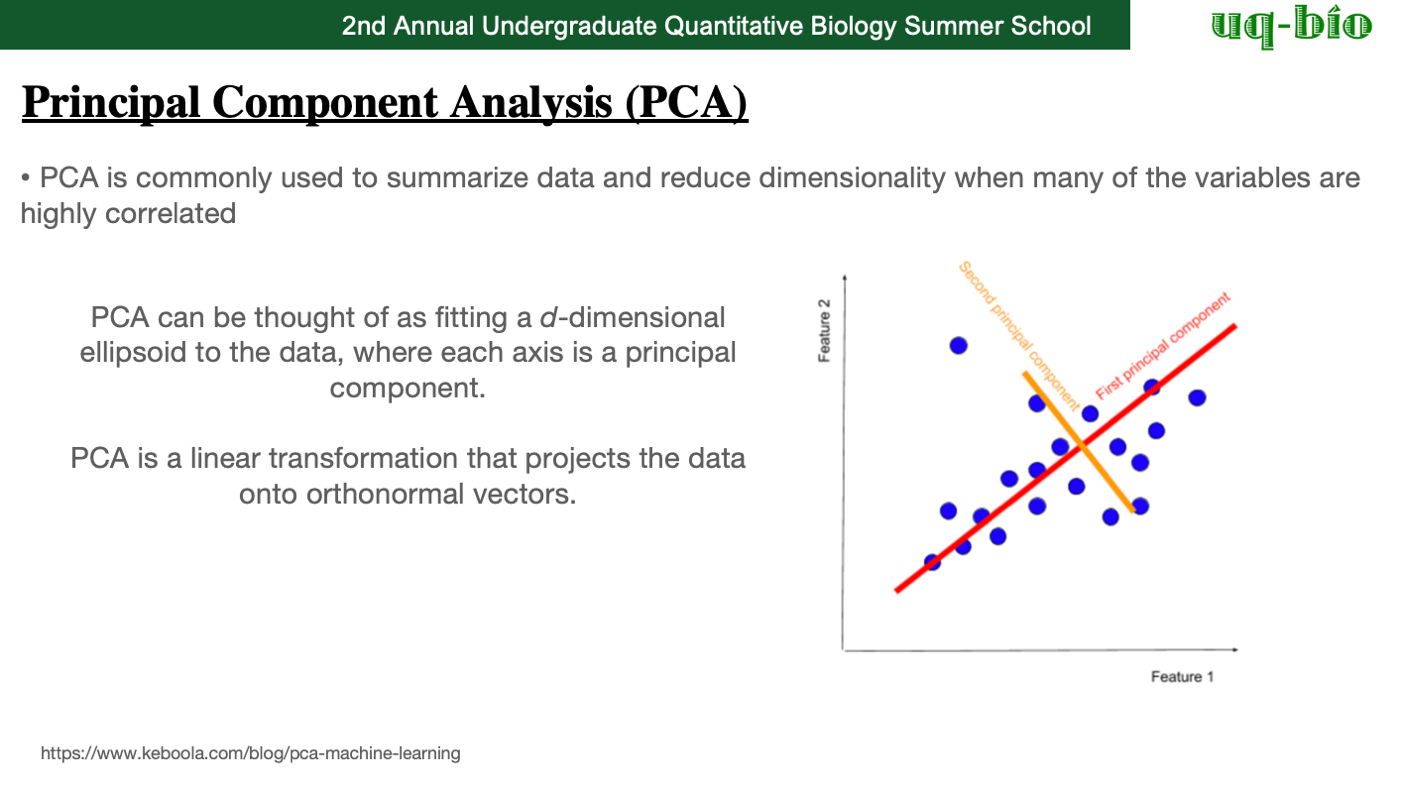 2nd Annual Undergraduate Quantitative Biology Summer School
uq-bio
Principal Component Analysis (PCA)
• PCA is commonly used to summarize data and reduce dimensionality when many of the variables are
highly correlated
PCA can be thought of as fitting a d-dimensional
ellipsoid to the data, where each axis is a principal
component.
PCA is a linear transformation that projects the data
onto orthonormal vectors.
Feature 2
Second principal component
First principal component
Feature 1
https://www.keboola.com/blog/pca-machine-learning